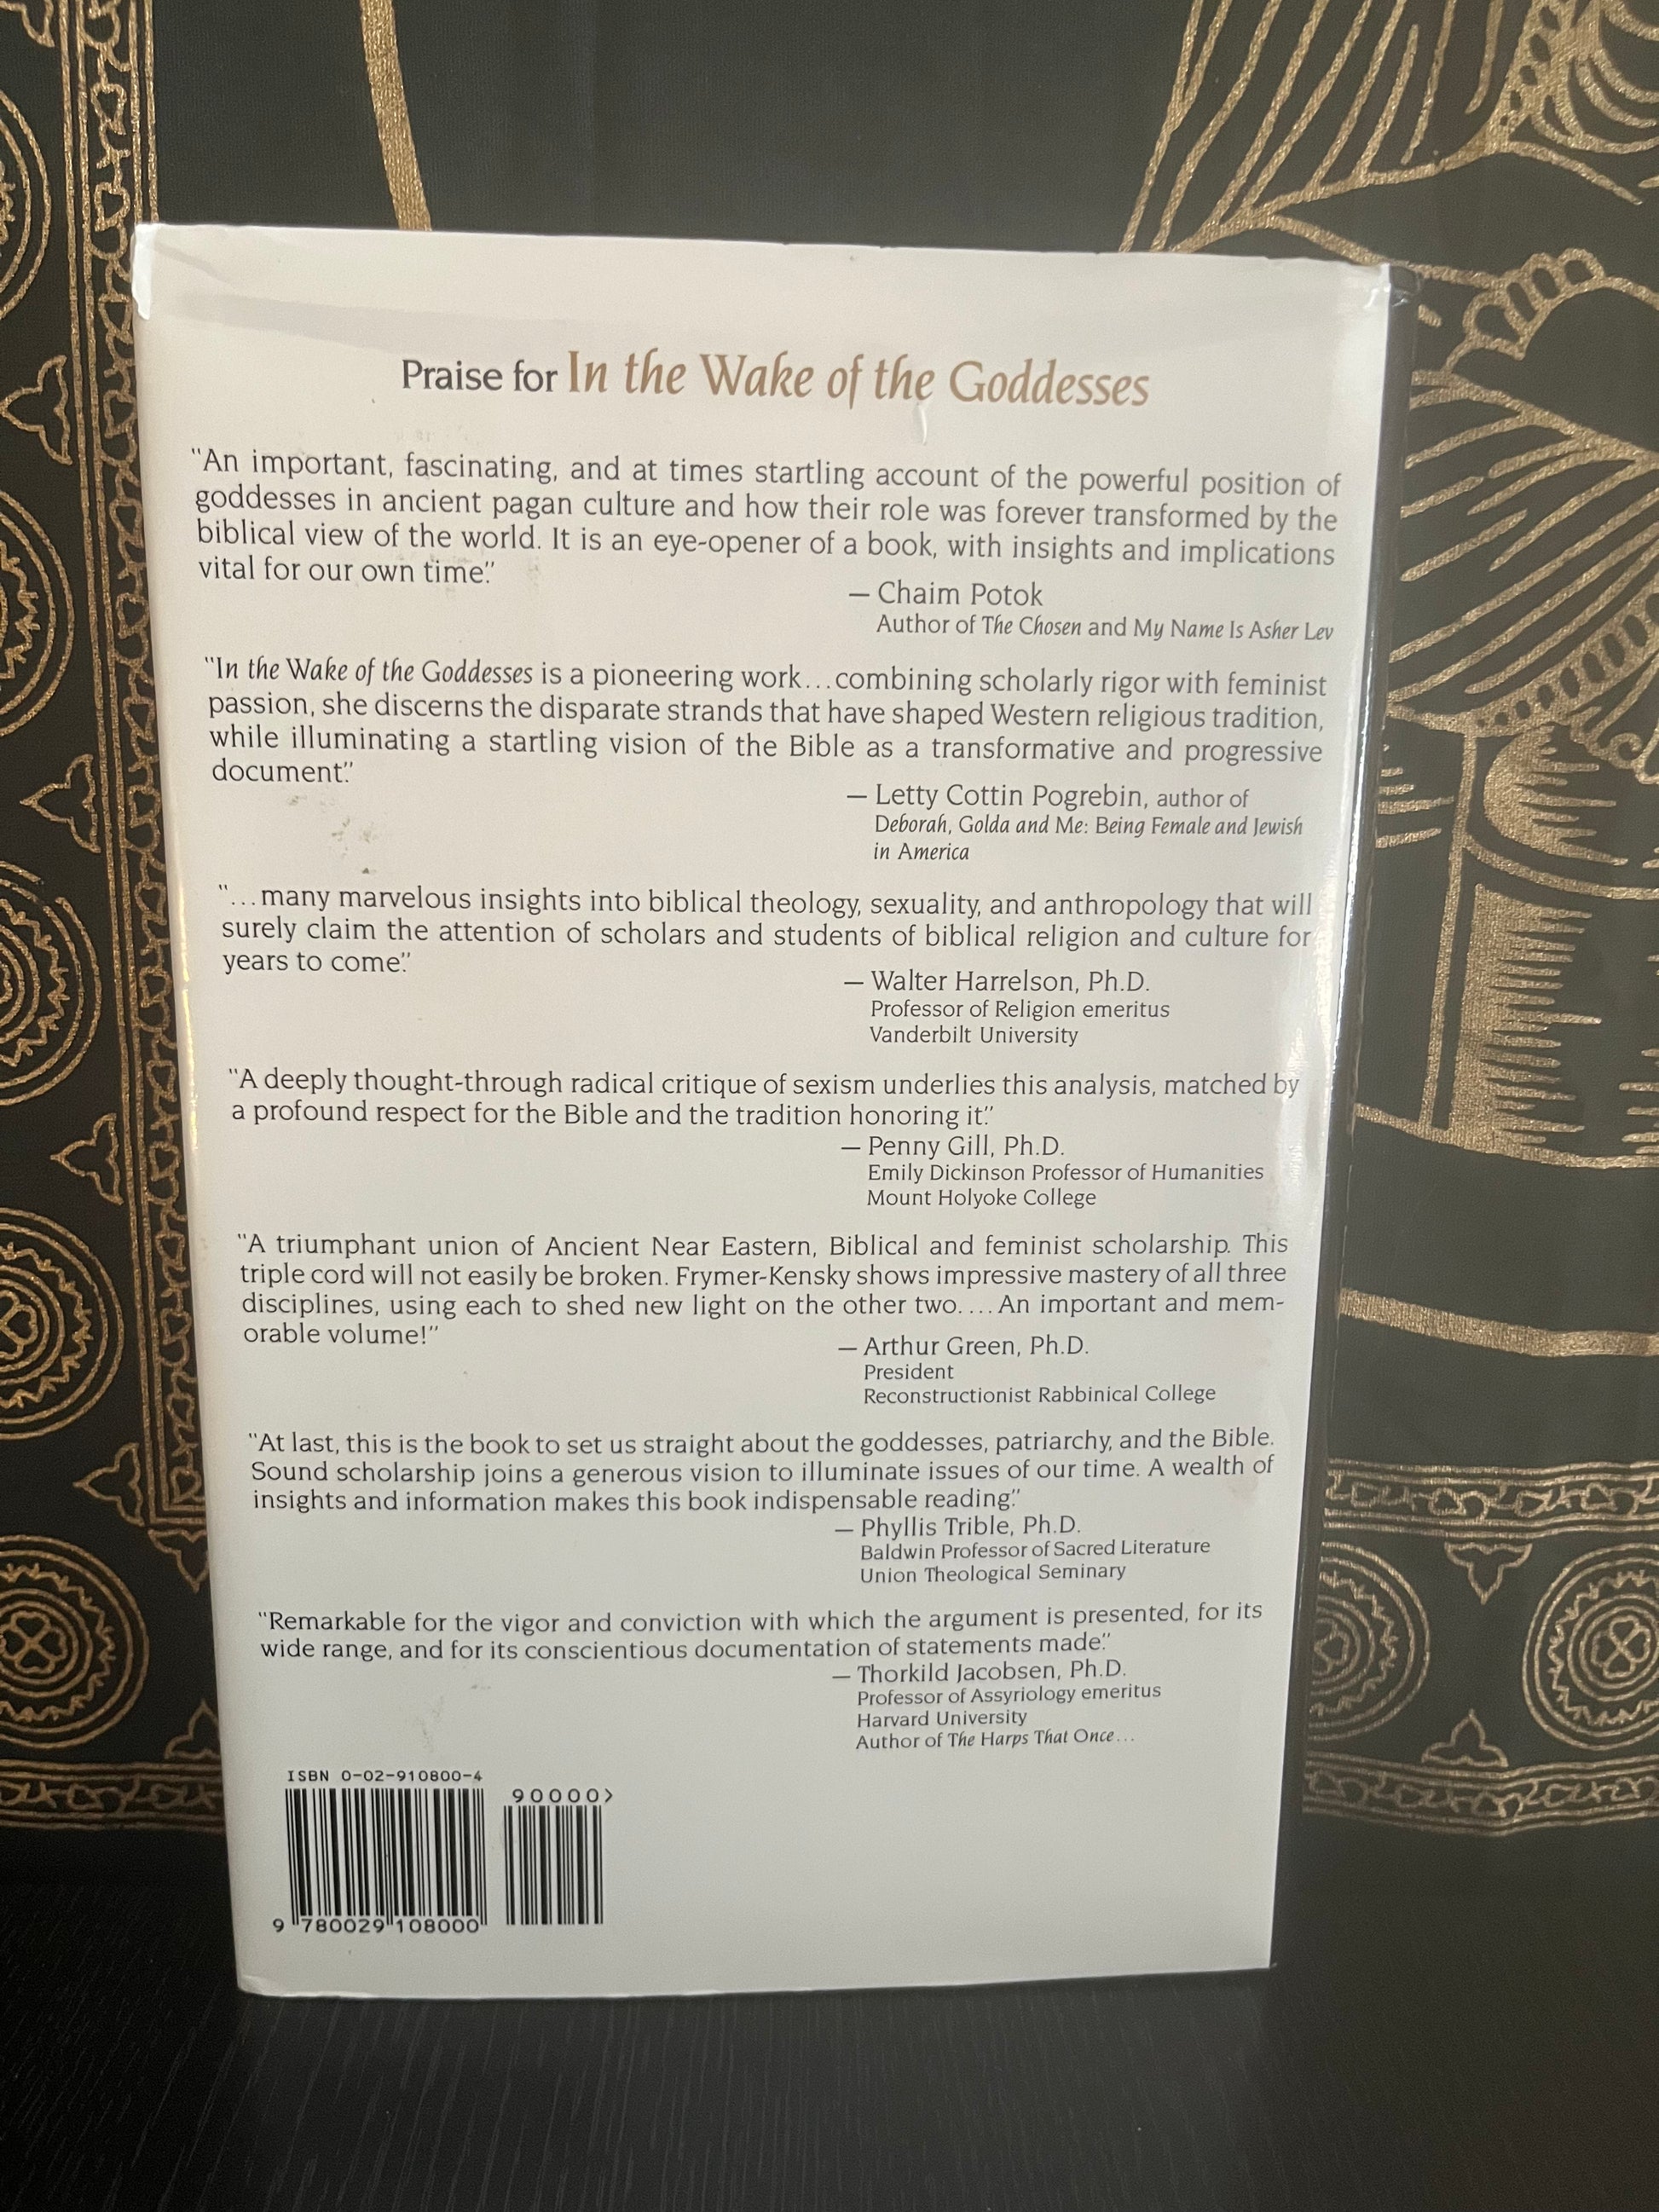 Praise for In the Wake of the Goddesses
"An important, fascinating, and at times startling account of the powerful position of
goddesses in ancient pagan culture and how their role was forever transformed by the
biblical view of the world. It is an eye-opener of a book, with insights and implications
vital for our own time."
— Chaim Potok
Author of The Chosen and My Name Is Asher Lev
"In the Wake of the Goddesses is a pioneering work...combining scholarly rigor with feminist
passion, she discerns the disparate strands that have shaped Western religious tradition,
while illuminating a startling vision of the Bible as a transformative and progressive
document."
— Letty Cottin Pogrebin, author of
Deborah, Golda and Me: Being Female and Jewish
in America
"...many marvelous insights into biblical theology, sexuality, and anthropology that will
surely claim the attention of scholars and students of biblical religion and culture for
years to come."
— Walter Harrelson, Ph.D.
Professor of Religion emeritus
Vanderbilt University
"A deeply thought-through radical critique of sexism underlies this analysis, matched by
a profound respect for the Bible and the tradition honoring it."
— Penny Gill, Ph.D.
Emily Dickinson Professor of Humanities
Mount Holyoke College
"A triumphant union of Ancient Near Eastern, Biblical and feminist scholarship. This
triple cord will not easily be broken. Frymer-Kensky shows impressive mastery of all three
disciplines, using each to shed new light on the other two....An important and mem-
orable volume!"
— Arthur Green, Ph.D.
President
Reconstructionist Rabbinical College
"At last, this is the book to set us straight about the goddesses, patriarchy, and the Bible.
Sound scholarship joins a generous vision to illuminate issues of our time. A wealth of
insights and information makes this book indispensable reading."
— Phyllis Trible, Ph.D.
Baldwin Professor of Sacred Literature
Union Theological Seminary
"Remarkable for the vigor and conviction with which the argument is presented, for its
wide range, and for its conscientious documentation of statements made."
— Thorkild Jacobsen, Ph.D.
Professor of Assyriology emeritus
Harvard University
Author of The Harps That Once...
ISBN 0-02-910800-4
90000>
9 780029 108000